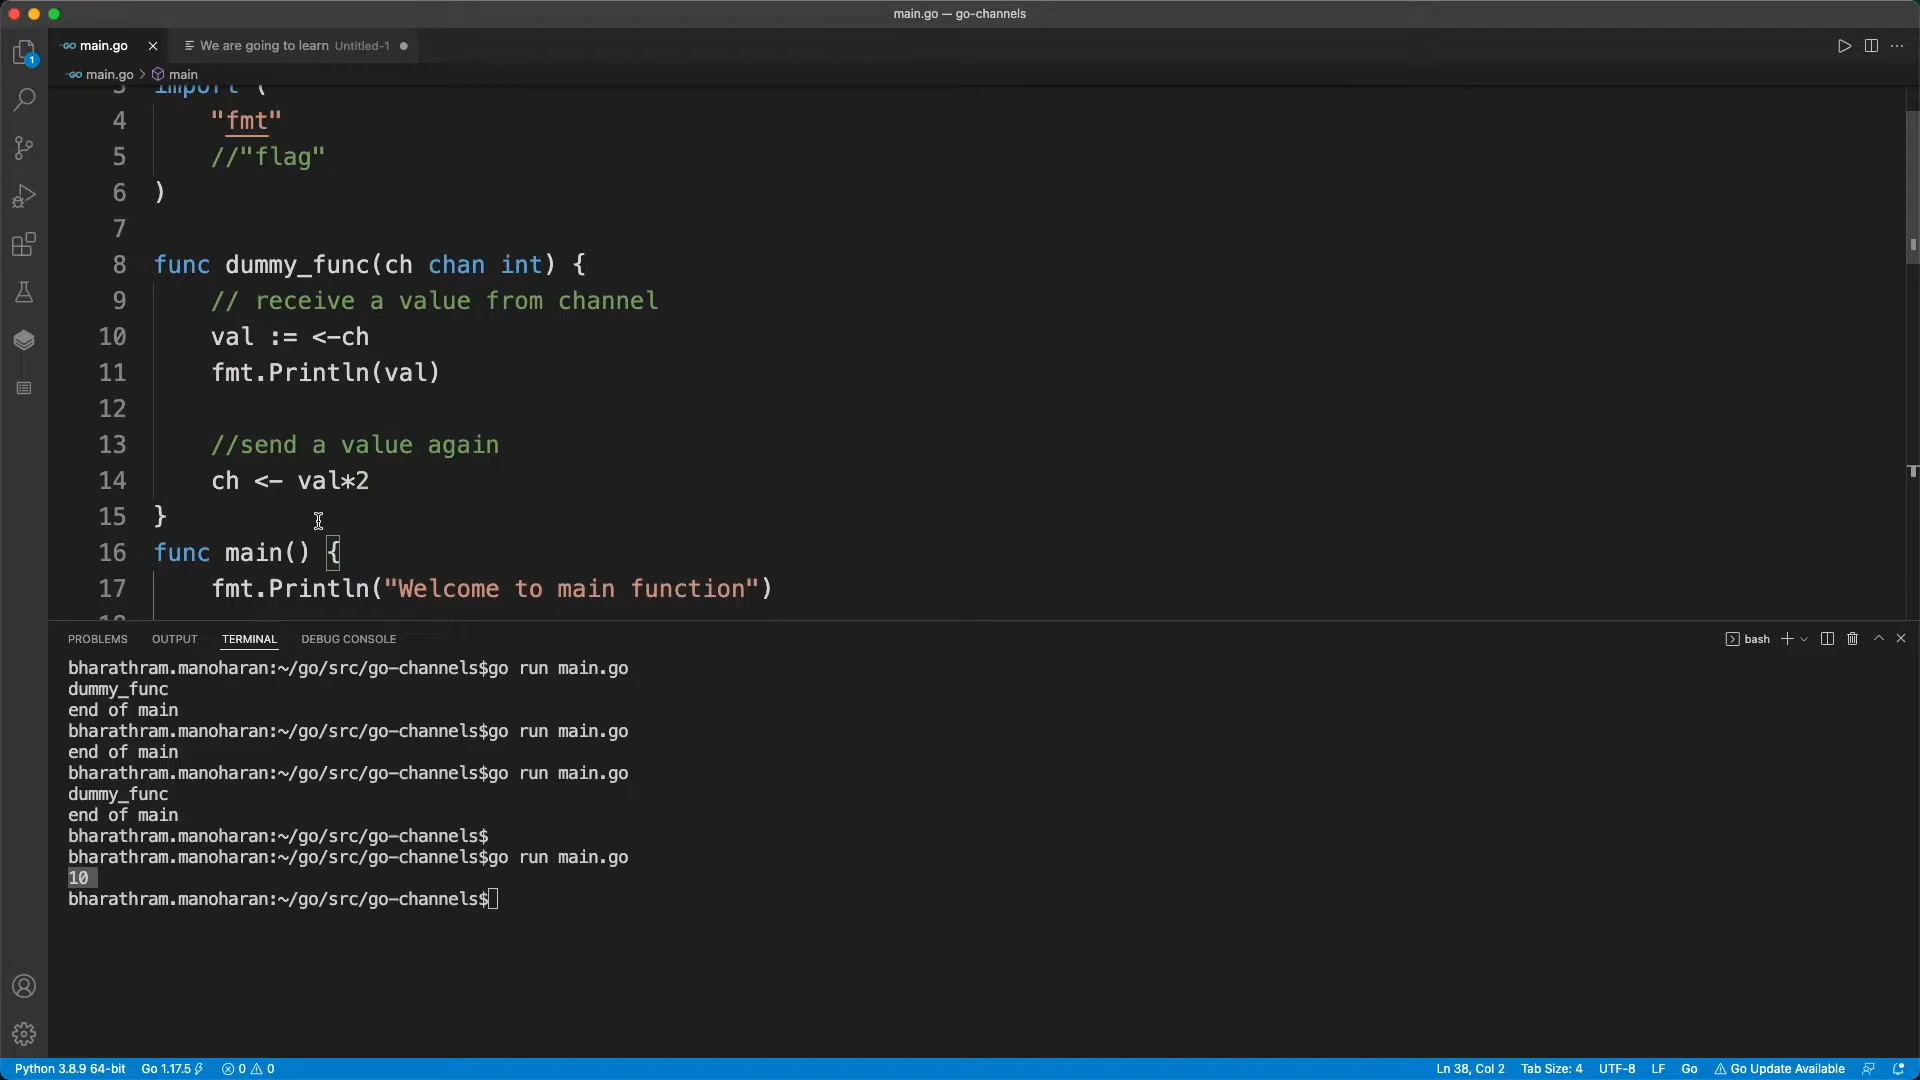 main.go — go-channels
main.go
We are going to learn Untitled-1
main.go > main
3 import (
4 "fmt"
5 //"flag"
6 )
7
8 func dummy_func(ch chan int) {
9 // receive a value from channel
10 val := <-ch
11 fmt.Println(val)
12
13 //send a value again
14 ch <- val*2
15 }
16 func main() {
17 fmt.Println("Welcome to main function")
18
PROBLEMS OUTPUT TERMINAL DEBUG CONSOLE
bash
bharathram.manoharan:~/go/src/go-channels$go run main.go
dummy_func
end of main
bharathram.manoharan:~/go/src/go-channels$go run main.go
end of main
bharathram.manoharan:~/go/src/go-channels$go run main.go
dummy_func
end of main
bharathram.manoharan:~/go/src/go-channels$
bharathram.manoharan:~/go/src/go-channels$go run main.go
10
bharathram.manoharan:~/go/src/go-channels$
Python 3.8.9 64-bit Go 1.17.5 0 0 Ln 38, Col 2 Tab Size: 4 UTF-8 LF Go Go Update Available